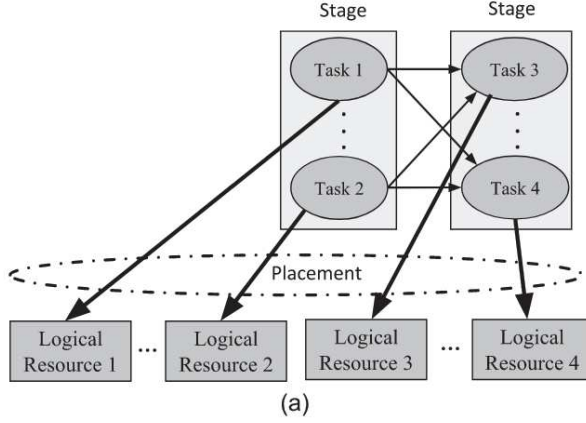 Stage
Stage
Task 1
Task 3
Task 2
Task 4
Placement
Logical
Resource 1
...
Logical
Resource 2
Logical
Resource 3
...
Logical
Resource 4
(a)